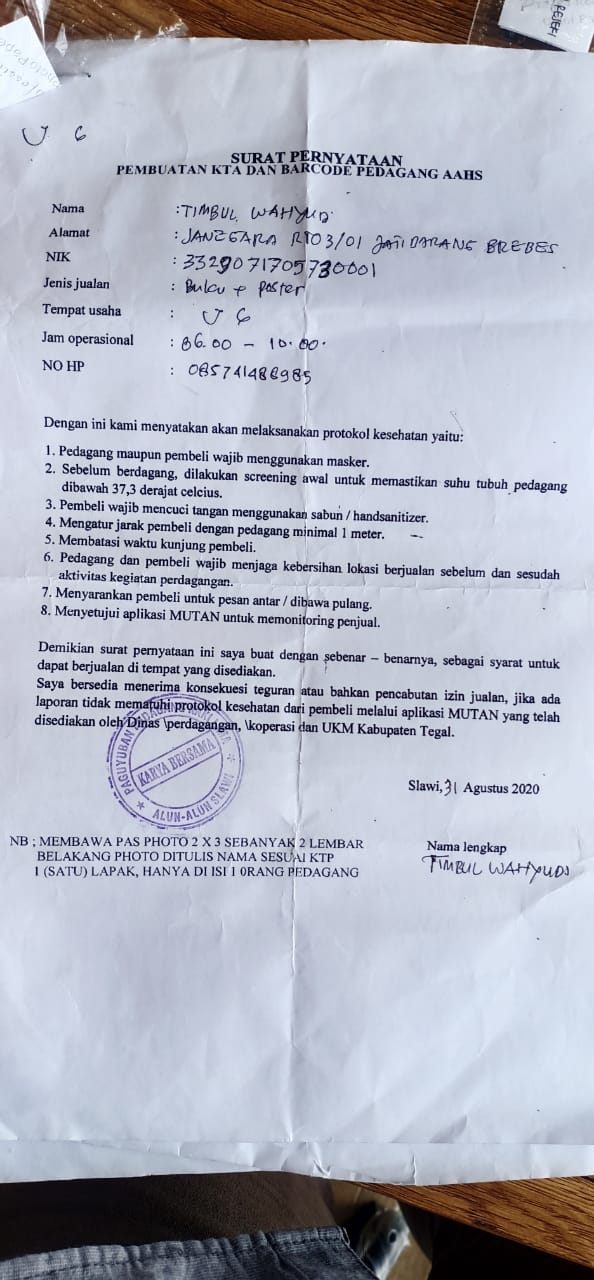 U 6
SURAT PERNYATAAN
PEMBUATAN KTA DAN BARCODE PEDAGANG AAHS
Nama : TIMBUL WAHYUDI
Alamat : JANEGARA RT03/01 JATIBARANG BREBES
NIK : 3329071705730001
Jenis jualan : Buku + poster
Tempat usaha : U 6
Jam operasional : 06.00 - 10.00.
NO HP : 085741486985
Dengan ini kami menyatakan akan melaksanakan protokol kesehatan yaitu:
1. Pedagang maupun pembeli wajib menggunakan masker.
2. Sebelum berdagang, dilakukan screening awal untuk memastikan suhu tubuh pedagang
dibawah 37,3 derajat celcius.
3. Pembeli wajib mencuci tangan menggunakan sabun / handsanitizer.
4. Mengatur jarak pembeli dengan pedagang minimal 1 meter.
5. Membatasi waktu kunjung pembeli.
6. Pedagang dan pembeli wajib menjaga kebersihan lokasi berjualan sebelum dan sesudah
aktivitas kegiatan perdagangan.
7. Menyarankan pembeli untuk pesan antar / dibawa pulang.
8. Menyetujui aplikasi MUTAN untuk memonitoring penjual.
Demikian surat pernyataan ini saya buat dengan sebenar – benarnya, sebagai syarat untuk
dapat berjualan di tempat yang disediakan.
Saya bersedia menerima konsekuesi teguran atau bahkan pencabutan izin jualan, jika ada
laporan tidak mematuhi protokol kesehatan dari pembeli melalui aplikasi MUTAN yang telah
disediakan oleh Dinas \perdagangan, \koperasi dan UKM Kabupaten Tegal.
PAGUYUBAN
KARYA BERSAMA
ALUN-ALUN SLAWI
Slawi, 31 Agustus 2020
NB ; MEMBAWA PAS PHOTO 2 X 3 SEBANYAK 2 LEMBAR
BELAKANG PHOTO DITULIS NAMA SESUAI KTP
1 (SATU) LAPAK, HANYA DI ISI 1 0RANG PEDAGANG
Nama lengkap
TIMBUL WAHYUDI